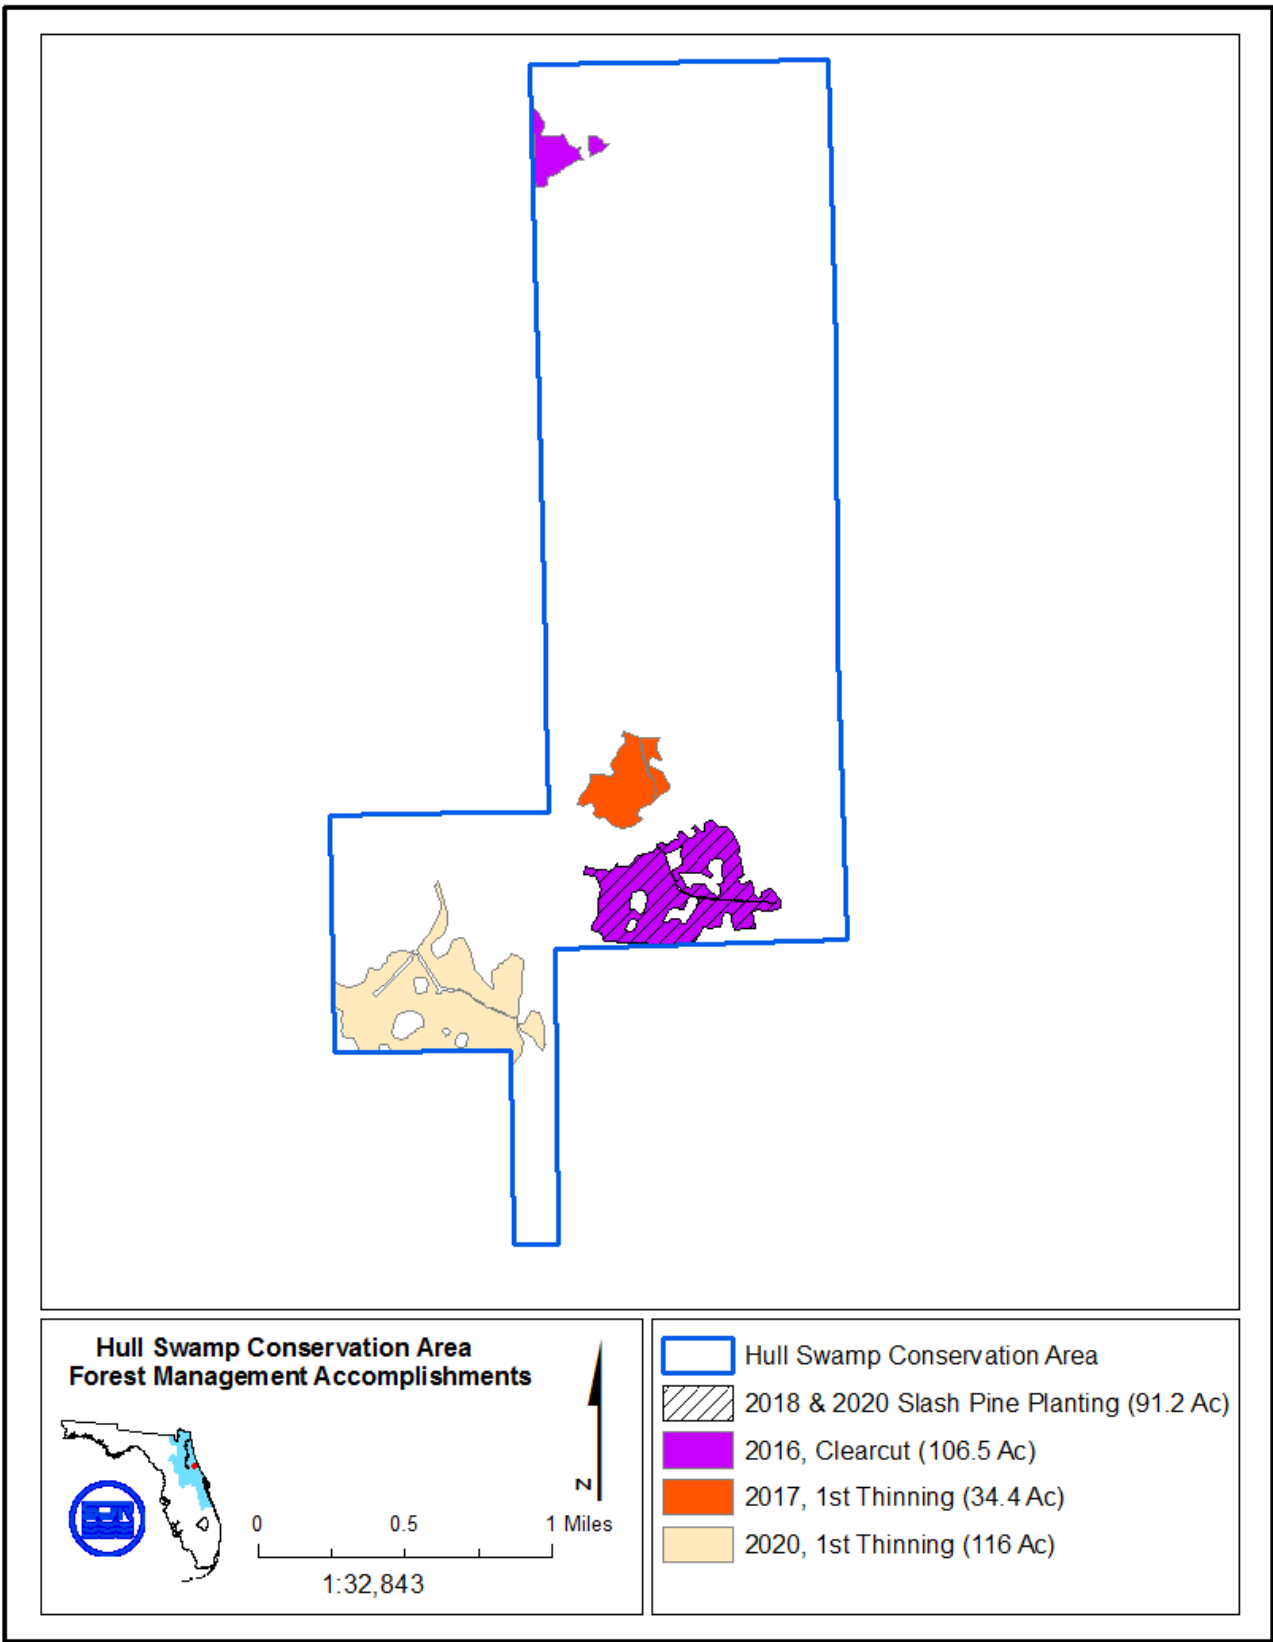 Hull Swamp Conservation Area
Forest Management Accomplishments
N
0 0.5 1 Miles
1:32,843
Hull Swamp Conservation Area
2018 & 2020 Slash Pine Planting (91.2 Ac)
2016, Clearcut (106.5 Ac)
2017, 1st Thinning (34.4 Ac)
2020, 1st Thinning (116 Ac)